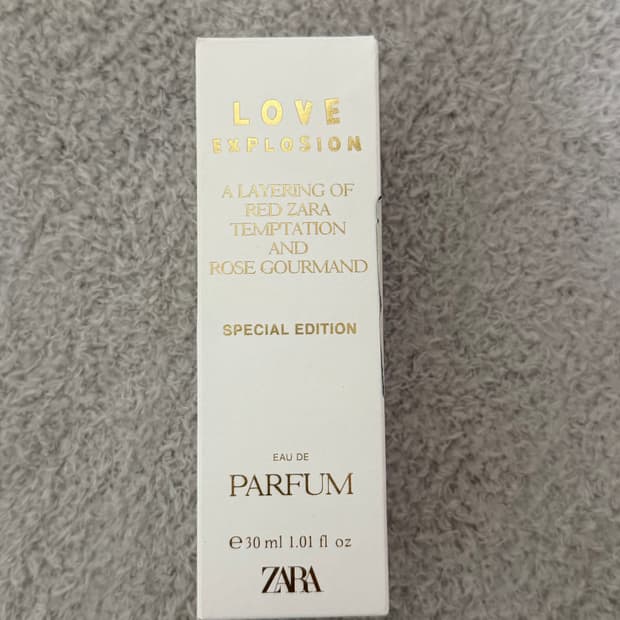 LOVE
EXPLOSION
A LAYERING OF
RED ZARA
TEMPTATION
AND
ROSE GOURMAND
SPECIAL EDITION
EAU DE
PARFUM
℮30 ml 1.01 fl oz
ZARA